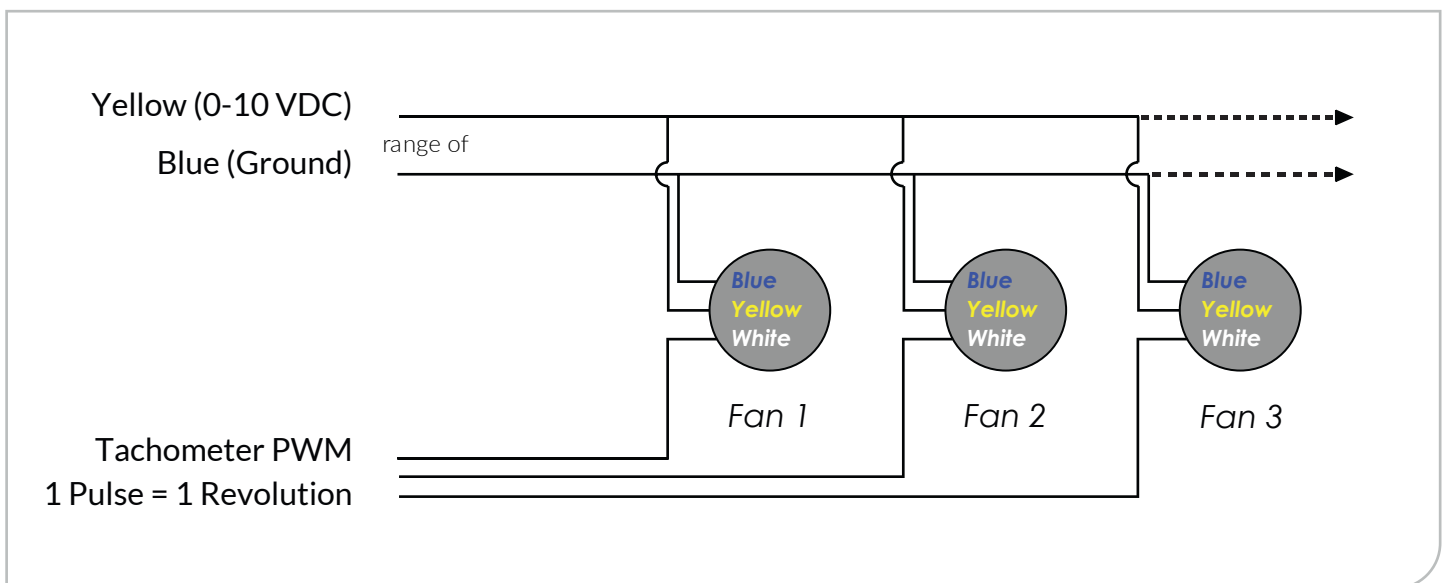 Yellow (0-10 VDC)
range of
Blue (Ground)
Blue
Yellow
White
Fan 1
Blue
Yellow
White
Fan 2
Blue
Yellow
White
Fan 3
Tachometer PWM
1 Pulse = 1 Revolution